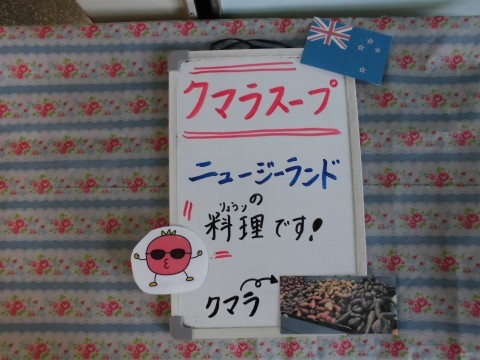 クマラスープ
ニュージーランド
の
りょうり
料理です!
クマラ